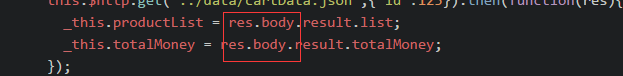 this.$http.get("../data/cartData.json",{"id":123}).then(function(res){
_this.productList = res.body.result.list;
_this.totalMoney = res.body.result.totalMoney;
});